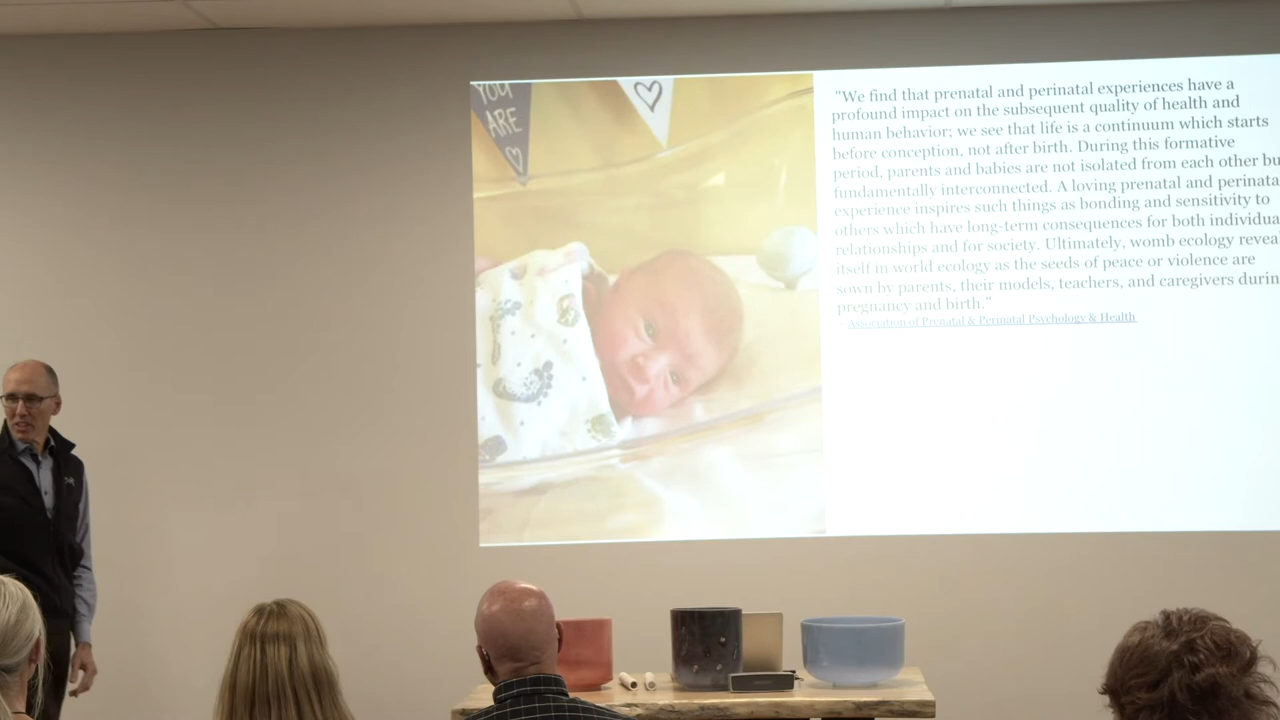 YOU
ARE
"We find that prenatal and perinatal experiences have a
profound impact on the subsequent quality of health and
human behavior; we see that life is a continuum which starts
before conception, not after birth. During this formative
period, parents and babies are not isolated from each other bu
fundamentally interconnected. A loving prenatal and perinata
experience inspires such things as bonding and sensitivity to
others which have long-term consequences for both individua
relationships and for society. Ultimately, womb ecology revea
itself in world ecology as the seeds of peace or violence are
sown by parents, their models, teachers, and caregivers durin
pregnancy and birth."
- Association of Prenatal & Perinatal Psychology & Health